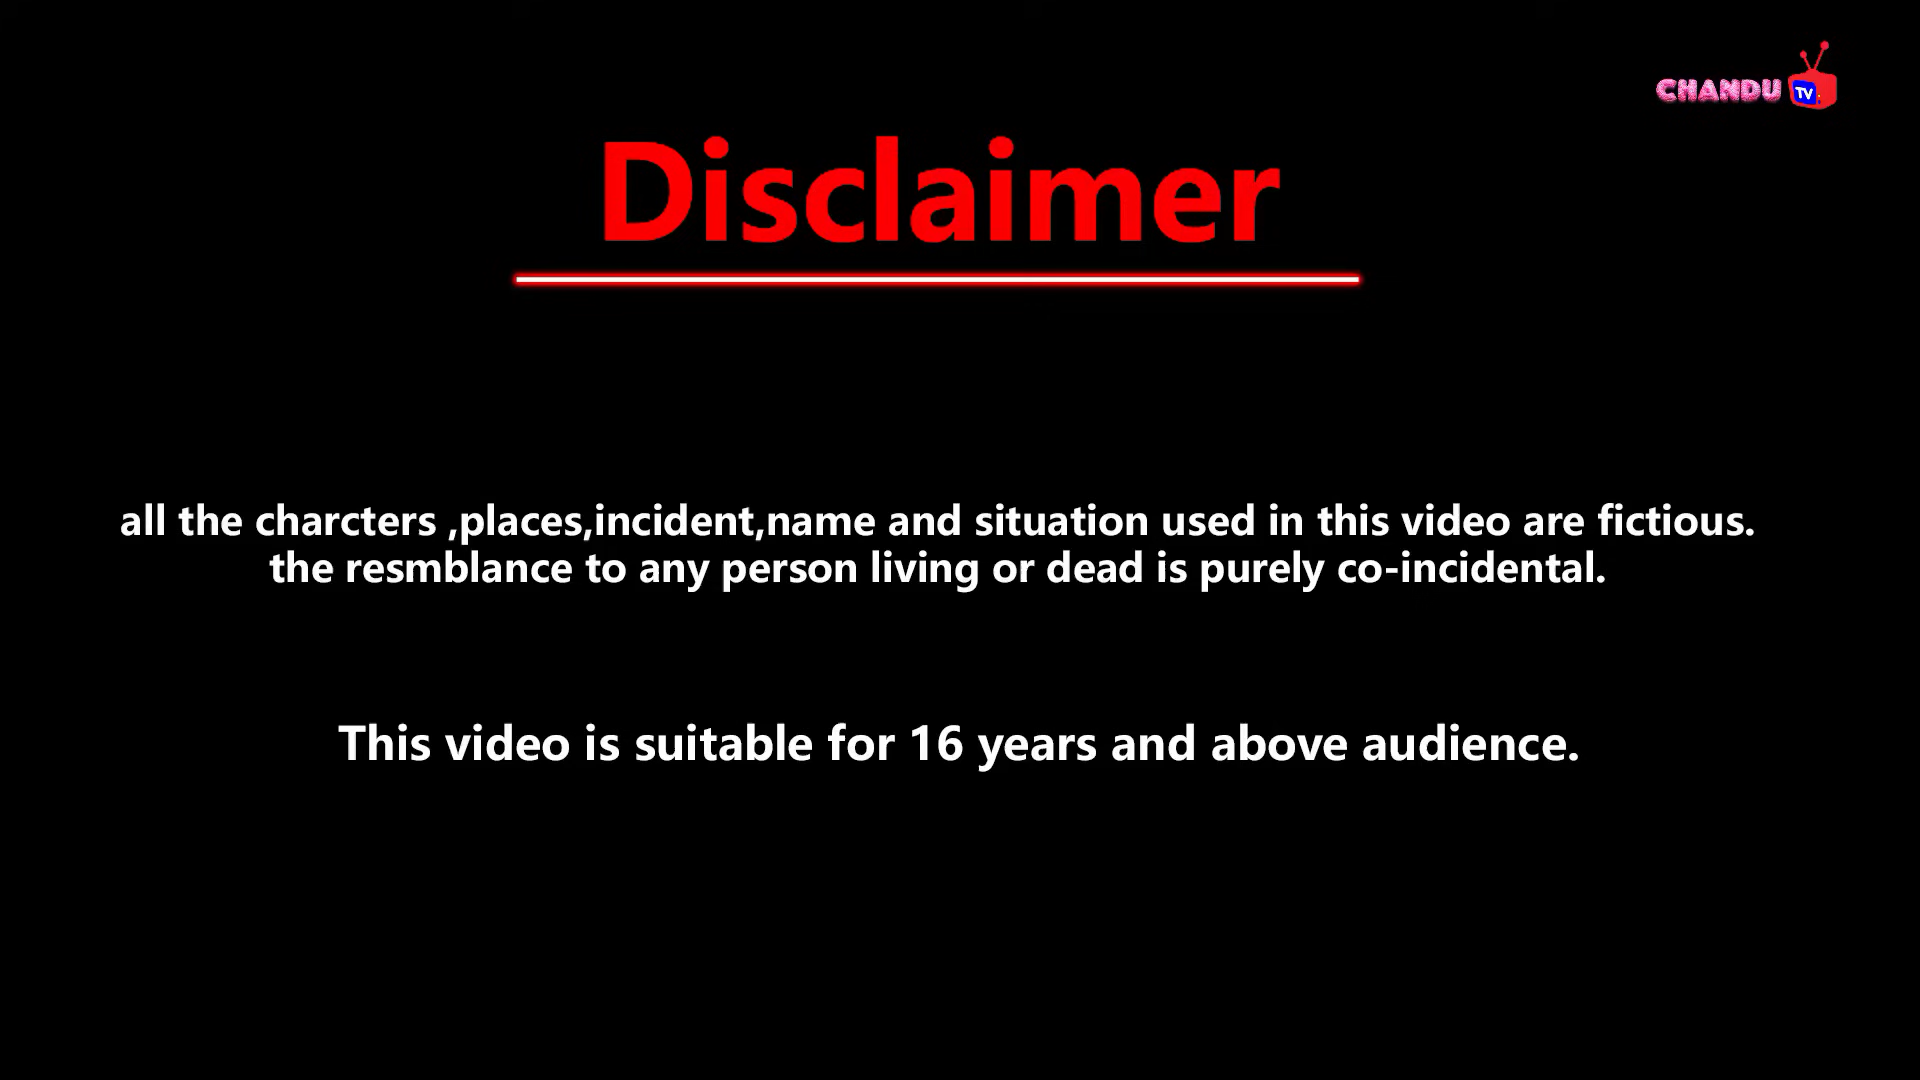 CHANDU TV
Disclaimer
all the charcters ,places,incident,name and situation used in this video are fictious.
the resmblance to any person living or dead is purely co-incidental.
This video is suitable for 16 years and above audience.